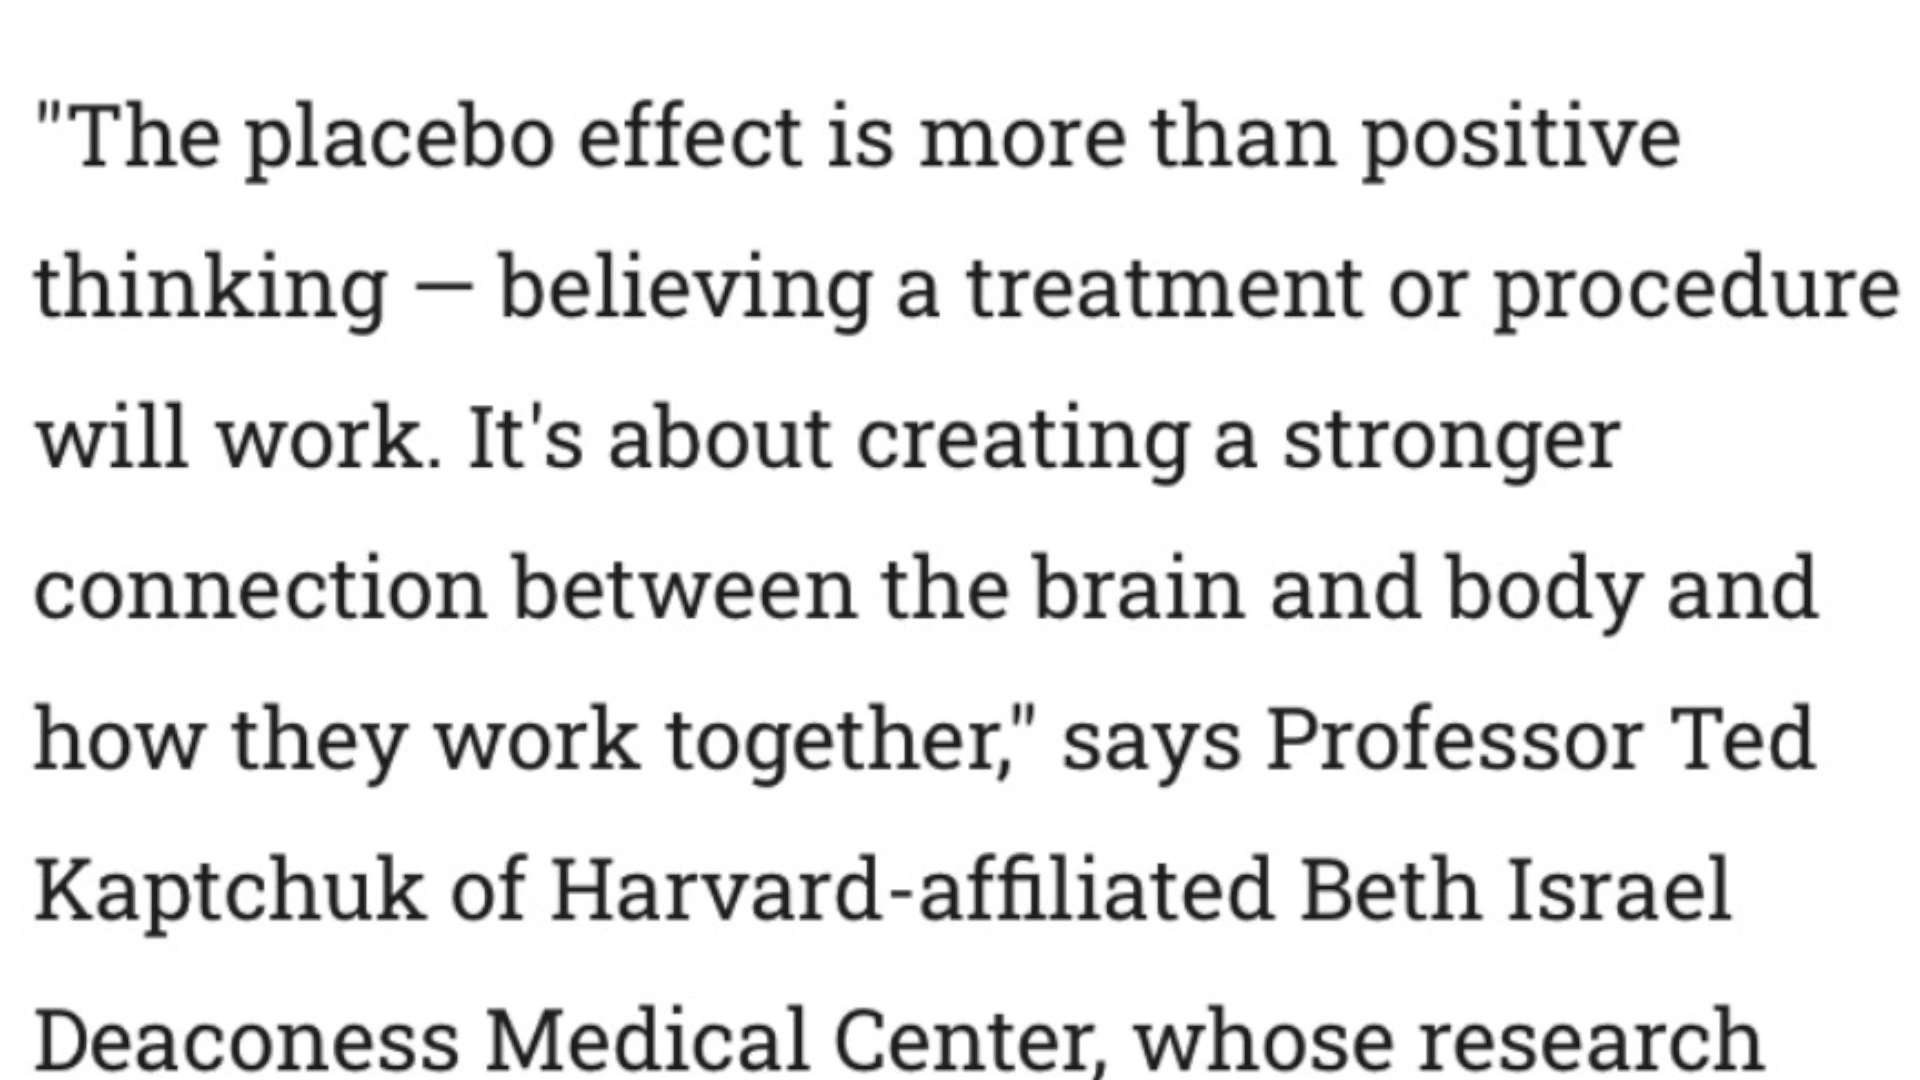 "The placebo effect is more than positive
thinking — believing a treatment or procedure
will work. It's about creating a stronger
connection between the brain and body and
how they work together," says Professor Ted
Kaptchuk of Harvard-affiliated Beth Israel
Deaconess Medical Center, whose research